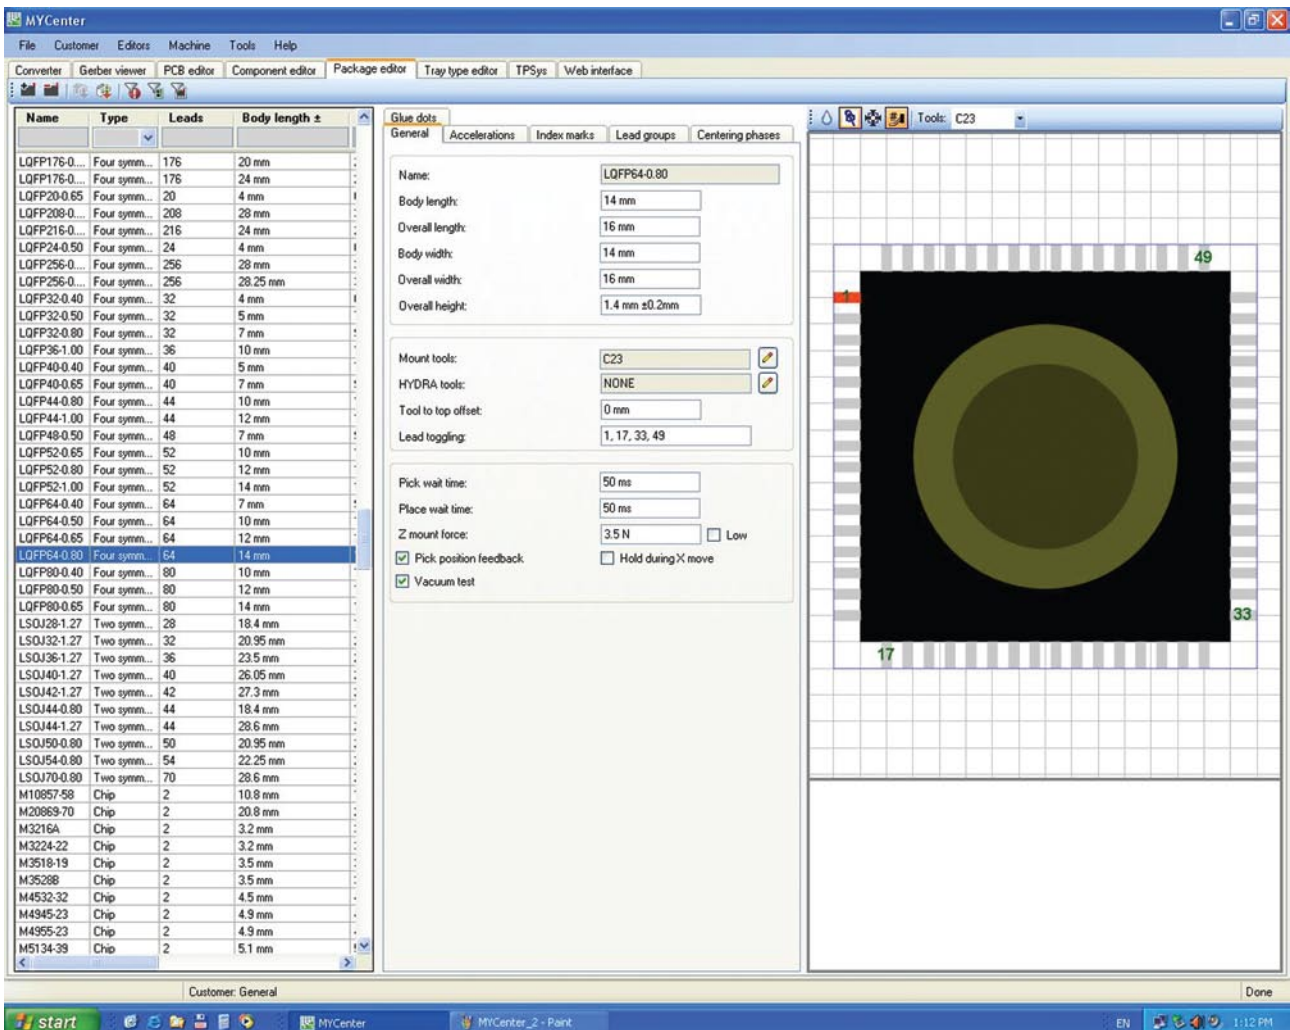 MYCenter
File Customer Editors Machine Tools Help
Converter Gerber viewer PCB editor Component editor Package editor Tray type editor TPSys Web interface
Name Type Leads Body length ±
LQFP176-0.... Four symm... 176 20 mm
LQFP176-0.... Four symm... 176 24 mm
LQFP20-0.65 Four symm... 20 4 mm
LQFP208-0.... Four symm... 208 28 mm
LQFP216-0.... Four symm... 216 24 mm
LQFP24-0.50 Four symm... 24 4 mm
LQFP256-0.... Four symm... 256 28 mm
LQFP256-0.... Four symm... 256 28.25 mm
LQFP32-0.40 Four symm... 32 4 mm
LQFP32-0.50 Four symm... 32 5 mm
LQFP32-0.80 Four symm... 32 7 mm
LQFP36-1.00 Four symm... 36 10 mm
LQFP40-0.40 Four symm... 40 5 mm
LQFP40-0.65 Four symm... 40 7 mm
LQFP44-0.80 Four symm... 44 10 mm
LQFP44-1.00 Four symm... 44 12 mm
LQFP48-0.50 Four symm... 48 7 mm
LQFP52-0.65 Four symm... 52 10 mm
LQFP52-0.80 Four symm... 52 12 mm
LQFP52-1.00 Four symm... 52 14 mm
LQFP64-0.40 Four symm... 64 7 mm
LQFP64-0.50 Four symm... 64 10 mm
LQFP64-0.65 Four symm... 64 12 mm
LQFP64-0.80 Four symm... 64 14 mm
LQFP80-0.40 Four symm... 80 10 mm
LQFP80-0.50 Four symm... 80 12 mm
LQFP80-0.65 Four symm... 80 14 mm
LSOJ28-1.27 Two symm... 28 18.4 mm
LSOJ32-1.27 Two symm... 32 20.95 mm
LSOJ36-1.27 Two symm... 36 23.5 mm
LSOJ40-1.27 Two symm... 40 26.05 mm
LSOJ42-1.27 Two symm... 42 27.3 mm
LSOJ44-0.80 Two symm... 44 18.4 mm
LSOJ44-1.27 Two symm... 44 28.6 mm
LSOJ50-0.80 Two symm... 50 20.95 mm
LSOJ54-0.80 Two symm... 54 22.25 mm
LSOJ70-0.80 Two symm... 70 28.6 mm
M10857-58 Chip 2 10.8 mm
M20869-70 Chip 2 20.8 mm
M3216A Chip 2 3.2 mm
M3224-22 Chip 2 3.2 mm
M3518-19 Chip 2 3.5 mm
M3528B Chip 2 3.5 mm
M4532-32 Chip 2 4.5 mm
M4945-23 Chip 2 4.9 mm
M4955-23 Chip 2 4.9 mm
M5134-39 Chip 2 5.1 mm
Glue dots
General Accelerations Index marks Lead groups Centering phases
Name: LQFP64-0.80
Body length: 14 mm
Overall length: 16 mm
Body width: 14 mm
Overall width: 16 mm
Overall height: 1.4 mm ±0.2mm
Mount tools: C23
HYDRA tools: NONE
Tool to top offset: 0 mm
Lead toggling: 1, 17, 33, 49
Pick wait time: 50 ms
Place wait time: 50 ms
Z mount force: 3.5 N Low
Pick position feedback Hold during X move
Vacuum test
Tools: C23
49
1
33
17
Customer: General Done
start MYCenter MYCenter_2 - Paint EN 1:12 PM